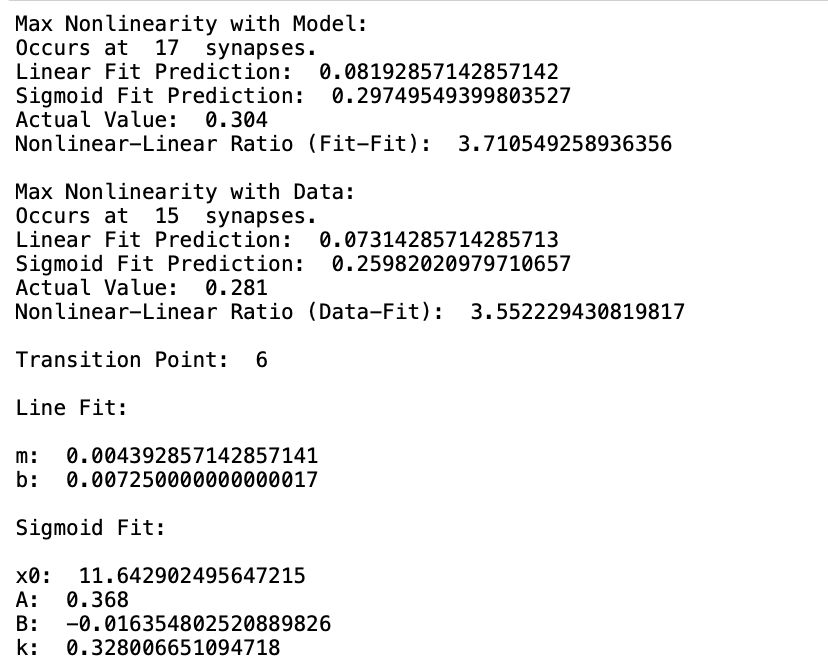 Max Nonlinearity with Model:
Occurs at  17  synapses.
Linear Fit Prediction:  0.08192857142857142
Sigmoid Fit Prediction:  0.29749549399803527
Actual Value:  0.304
Nonlinear-Linear Ratio (Fit-Fit):  3.710549258936356
Max Nonlinearity with Data:
Occurs at  15  synapses.
Linear Fit Prediction:  0.07314285714285713
Sigmoid Fit Prediction:  0.25982020979710657
Actual Value:  0.281
Nonlinear-Linear Ratio (Data-Fit):  3.552229430819817
Transition Point:  6
Line Fit:
m:  0.004392857142857141
b:  0.007250000000000017
Sigmoid Fit:
x0:  11.642902495647215
A:  0.368
B:  -0.016354802520889826
k:  0.328006651094718